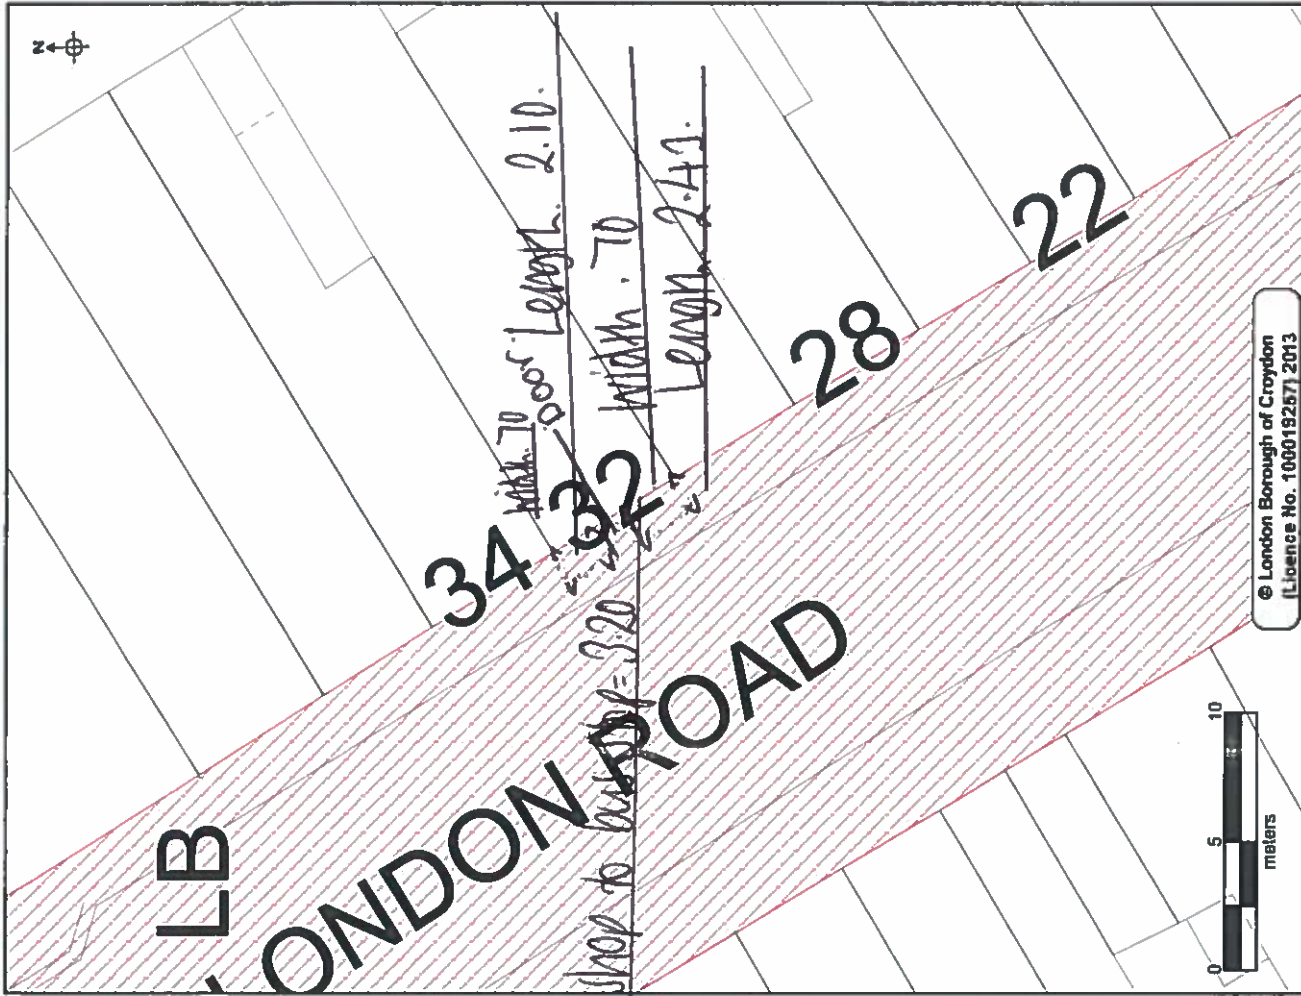 N
Width .70
Door Length. 2.10.
Width .70
Length 2.41.
34
32
28
22
LB
LONDON ROAD
Shop to bus stop = 3.20
0 5 10
meters
© London Borough of Croydon
(Licence No. 100019257) 2013